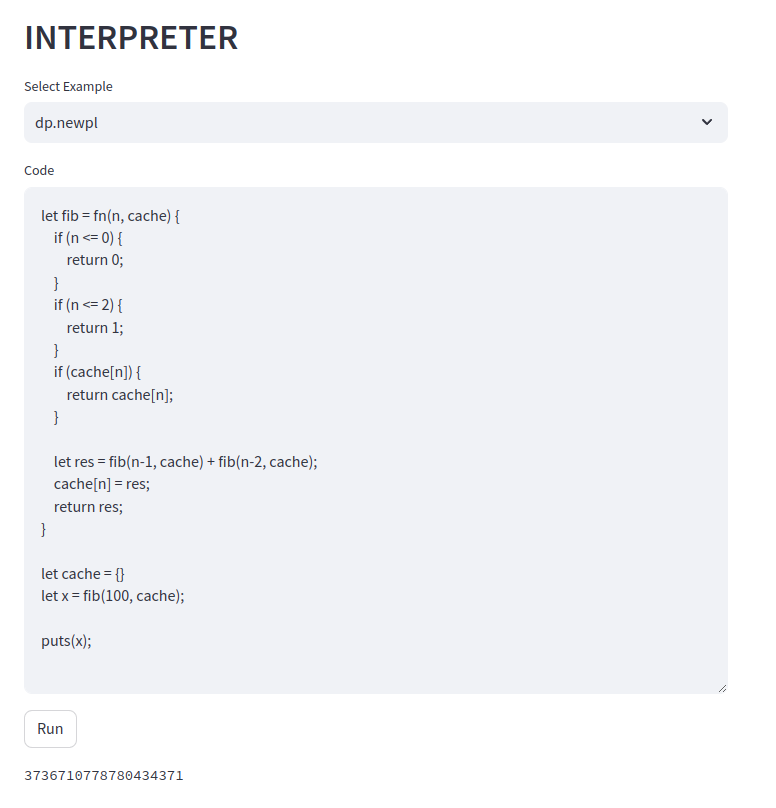 INTERPRETER
Select Example
dp.newpl
Code
let fib = fn(n, cache) {
    if (n <= 0) {
        return 0;
    }
    if (n <= 2) {
        return 1;
    }
    if (cache[n]) {
        return cache[n];
    }

    let res = fib(n-1, cache) + fib(n-2, cache);
    cache[n] = res;
    return res;
}

let cache = {}
let x = fib(100, cache);

puts(x);
Run
3736710778780434371